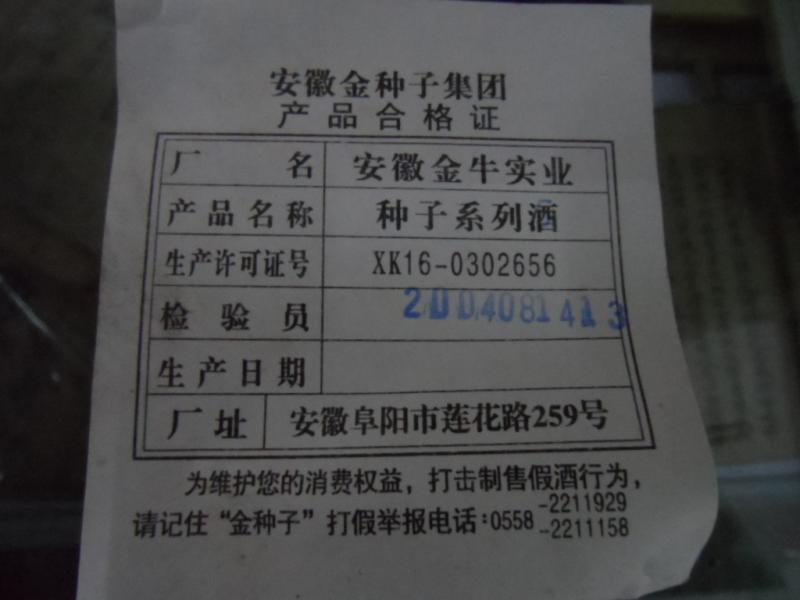 安徽金种子集团
产品合格证
厂名 安徽金牛实业
产品名称 种子系列酒
生产许可证号 XK16-0302656
检验员 2004081413
生产日期
厂址 安徽阜阳市莲花路259号
为维护您的消费权益，打击制售假酒行为，
请记住“金种子”打假举报电话：0558-2211929
-2211158